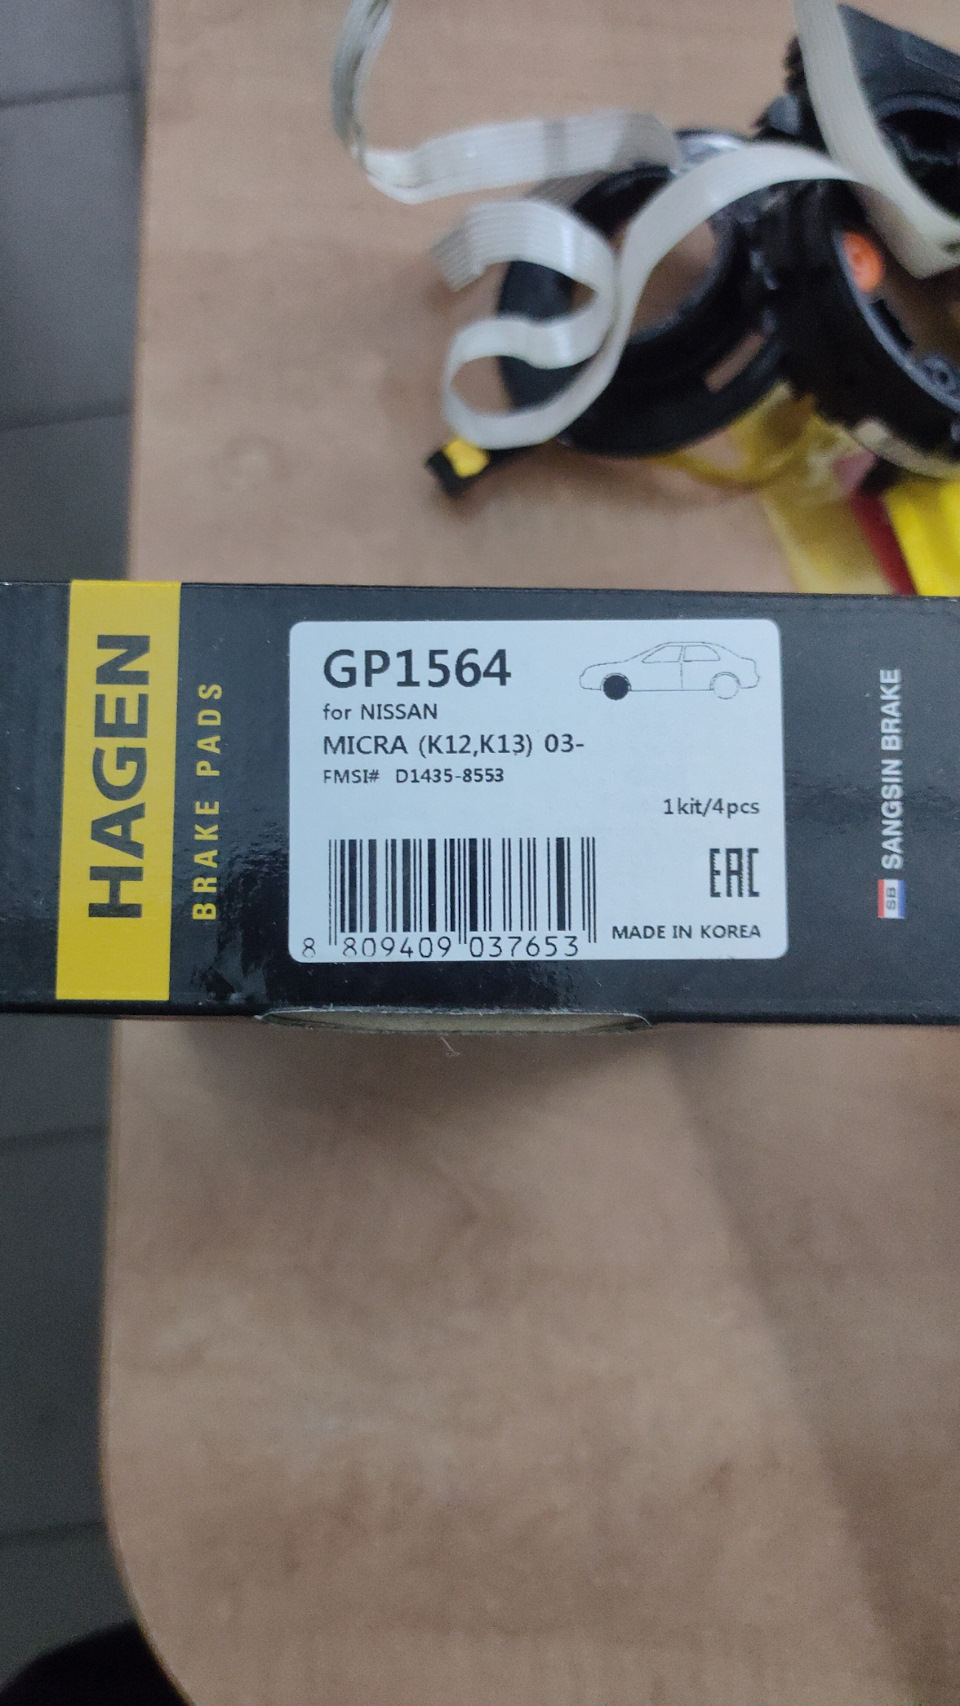 HAGEN
BRAKE PADS
GP1564
for NISSAN
MICRA (K12,K13) 03-
FMSI# D1435-8553
1kit/4pcs
EAC
8 809409 037653
MADE IN KOREA
SB SANGSIN BRAKE